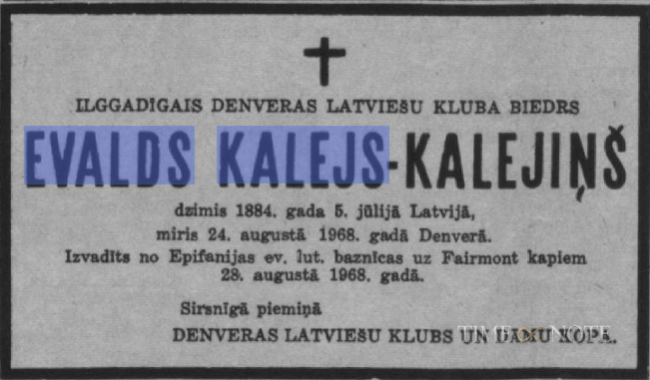 ILGGADĪGAIS DENVERAS LATVIEŠU KLUBA BIEDRS
EVALDS KALEJS-KALEJIŅŠ
dzimis 1884. gada 5. jūlijā Latvijā,
miris 24. augustā 1968. gadā Denverā.
Izvadīts no Epifanijas ev. lut. baznīcas uz Fairmont kapiem
28. augustā 1968. gadā.
Sirsnīgā piemiņā
DENVERAS LATVIEŠU KLUBS UN DAMU KOPA.
TIMENOTE